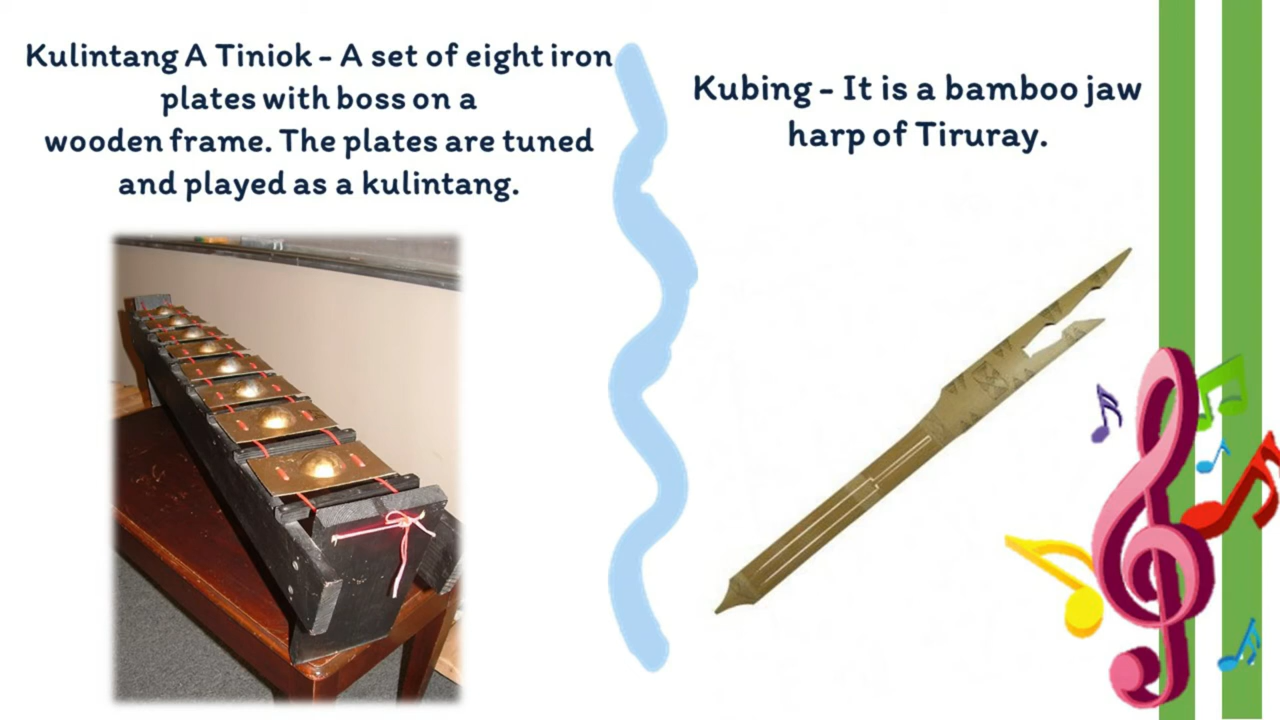 Kulintang A Tiniok - A set of eight iron
plates with boss on a
wooden frame. The plates are tuned
and played as a kulintang.
Kubing - It is a bamboo jaw
harp of Tiruray.